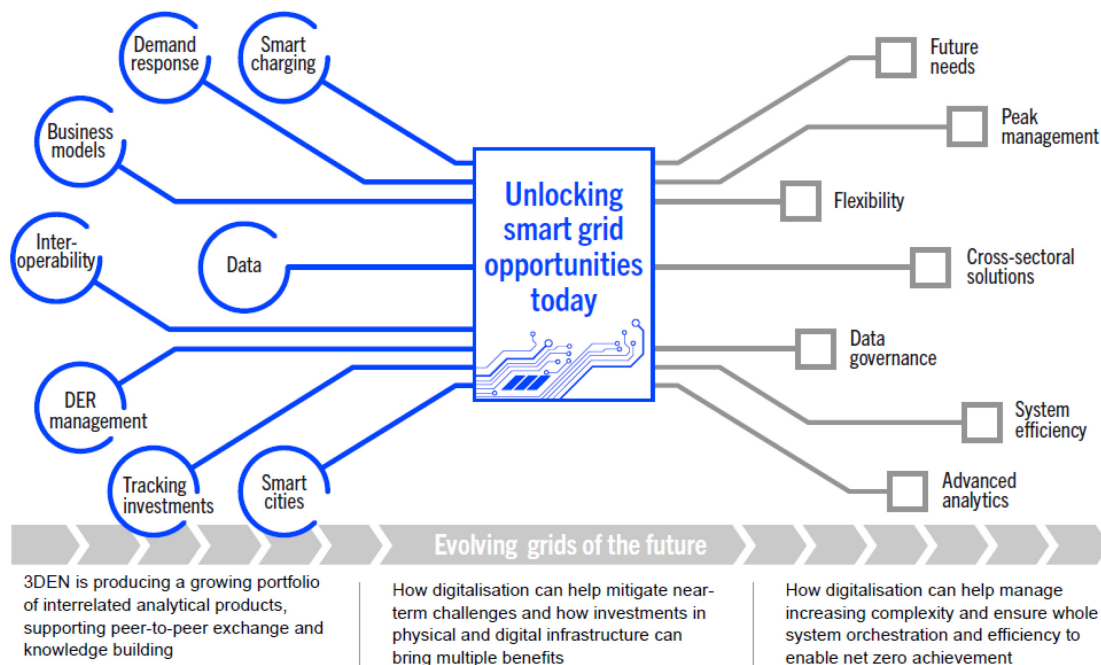 Demand
response
Smart
charging
Business
models
Inter-
operability
Data
DER
management
Tracking
investments
Smart
cities
Unlocking
smart grid
opportunities
today
Future
needs
Peak
management
Flexibility
Cross-sectoral
solutions
Data
governance
System
efficiency
Advanced
analytics
Evolving grids of the future
3DEN is producing a growing portfolio
of interrelated analytical products,
supporting peer-to-peer exchange and
knowledge building
How digitalisation can help mitigate near-
term challenges and how investments in
physical and digital infrastructure can
bring multiple benefits
How digitalisation can help manage
increasing complexity and ensure whole
system orchestration and efficiency to
enable net zero achievement